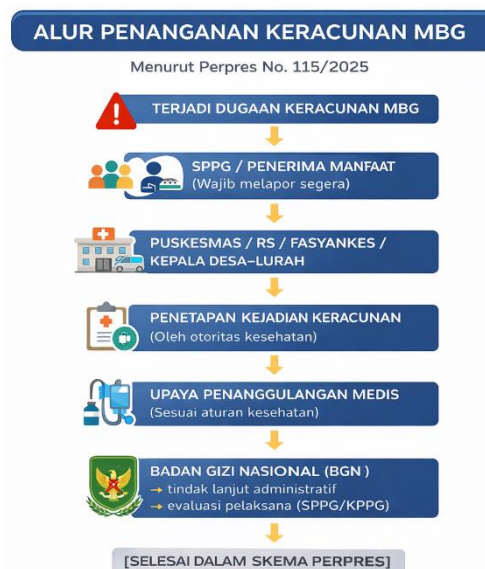 ALUR PENANGANAN KERACUNAN MBG
Menurut Perpres No. 115/2025
TERJADI DUGAAN KERACUNAN MBG
SPPG / PENERIMA MANFAAT
(Wajib melapor segera)
PUSKESMAS / RS / FASYANKES /
KEPALA DESA–LURAH
PENETAPAN KEJADIAN KERACUNAN
(Oleh otoritas kesehatan)
UPAYA PENANGGULANGAN MEDIS
(Sesuai aturan kesehatan)
BADAN GIZI NASIONAL (BGN )
→ tindak lanjut administratif
→ evaluasi pelaksana (SPPG/KPPG)
[SELESAI DALAM SKEMA PERPRES]